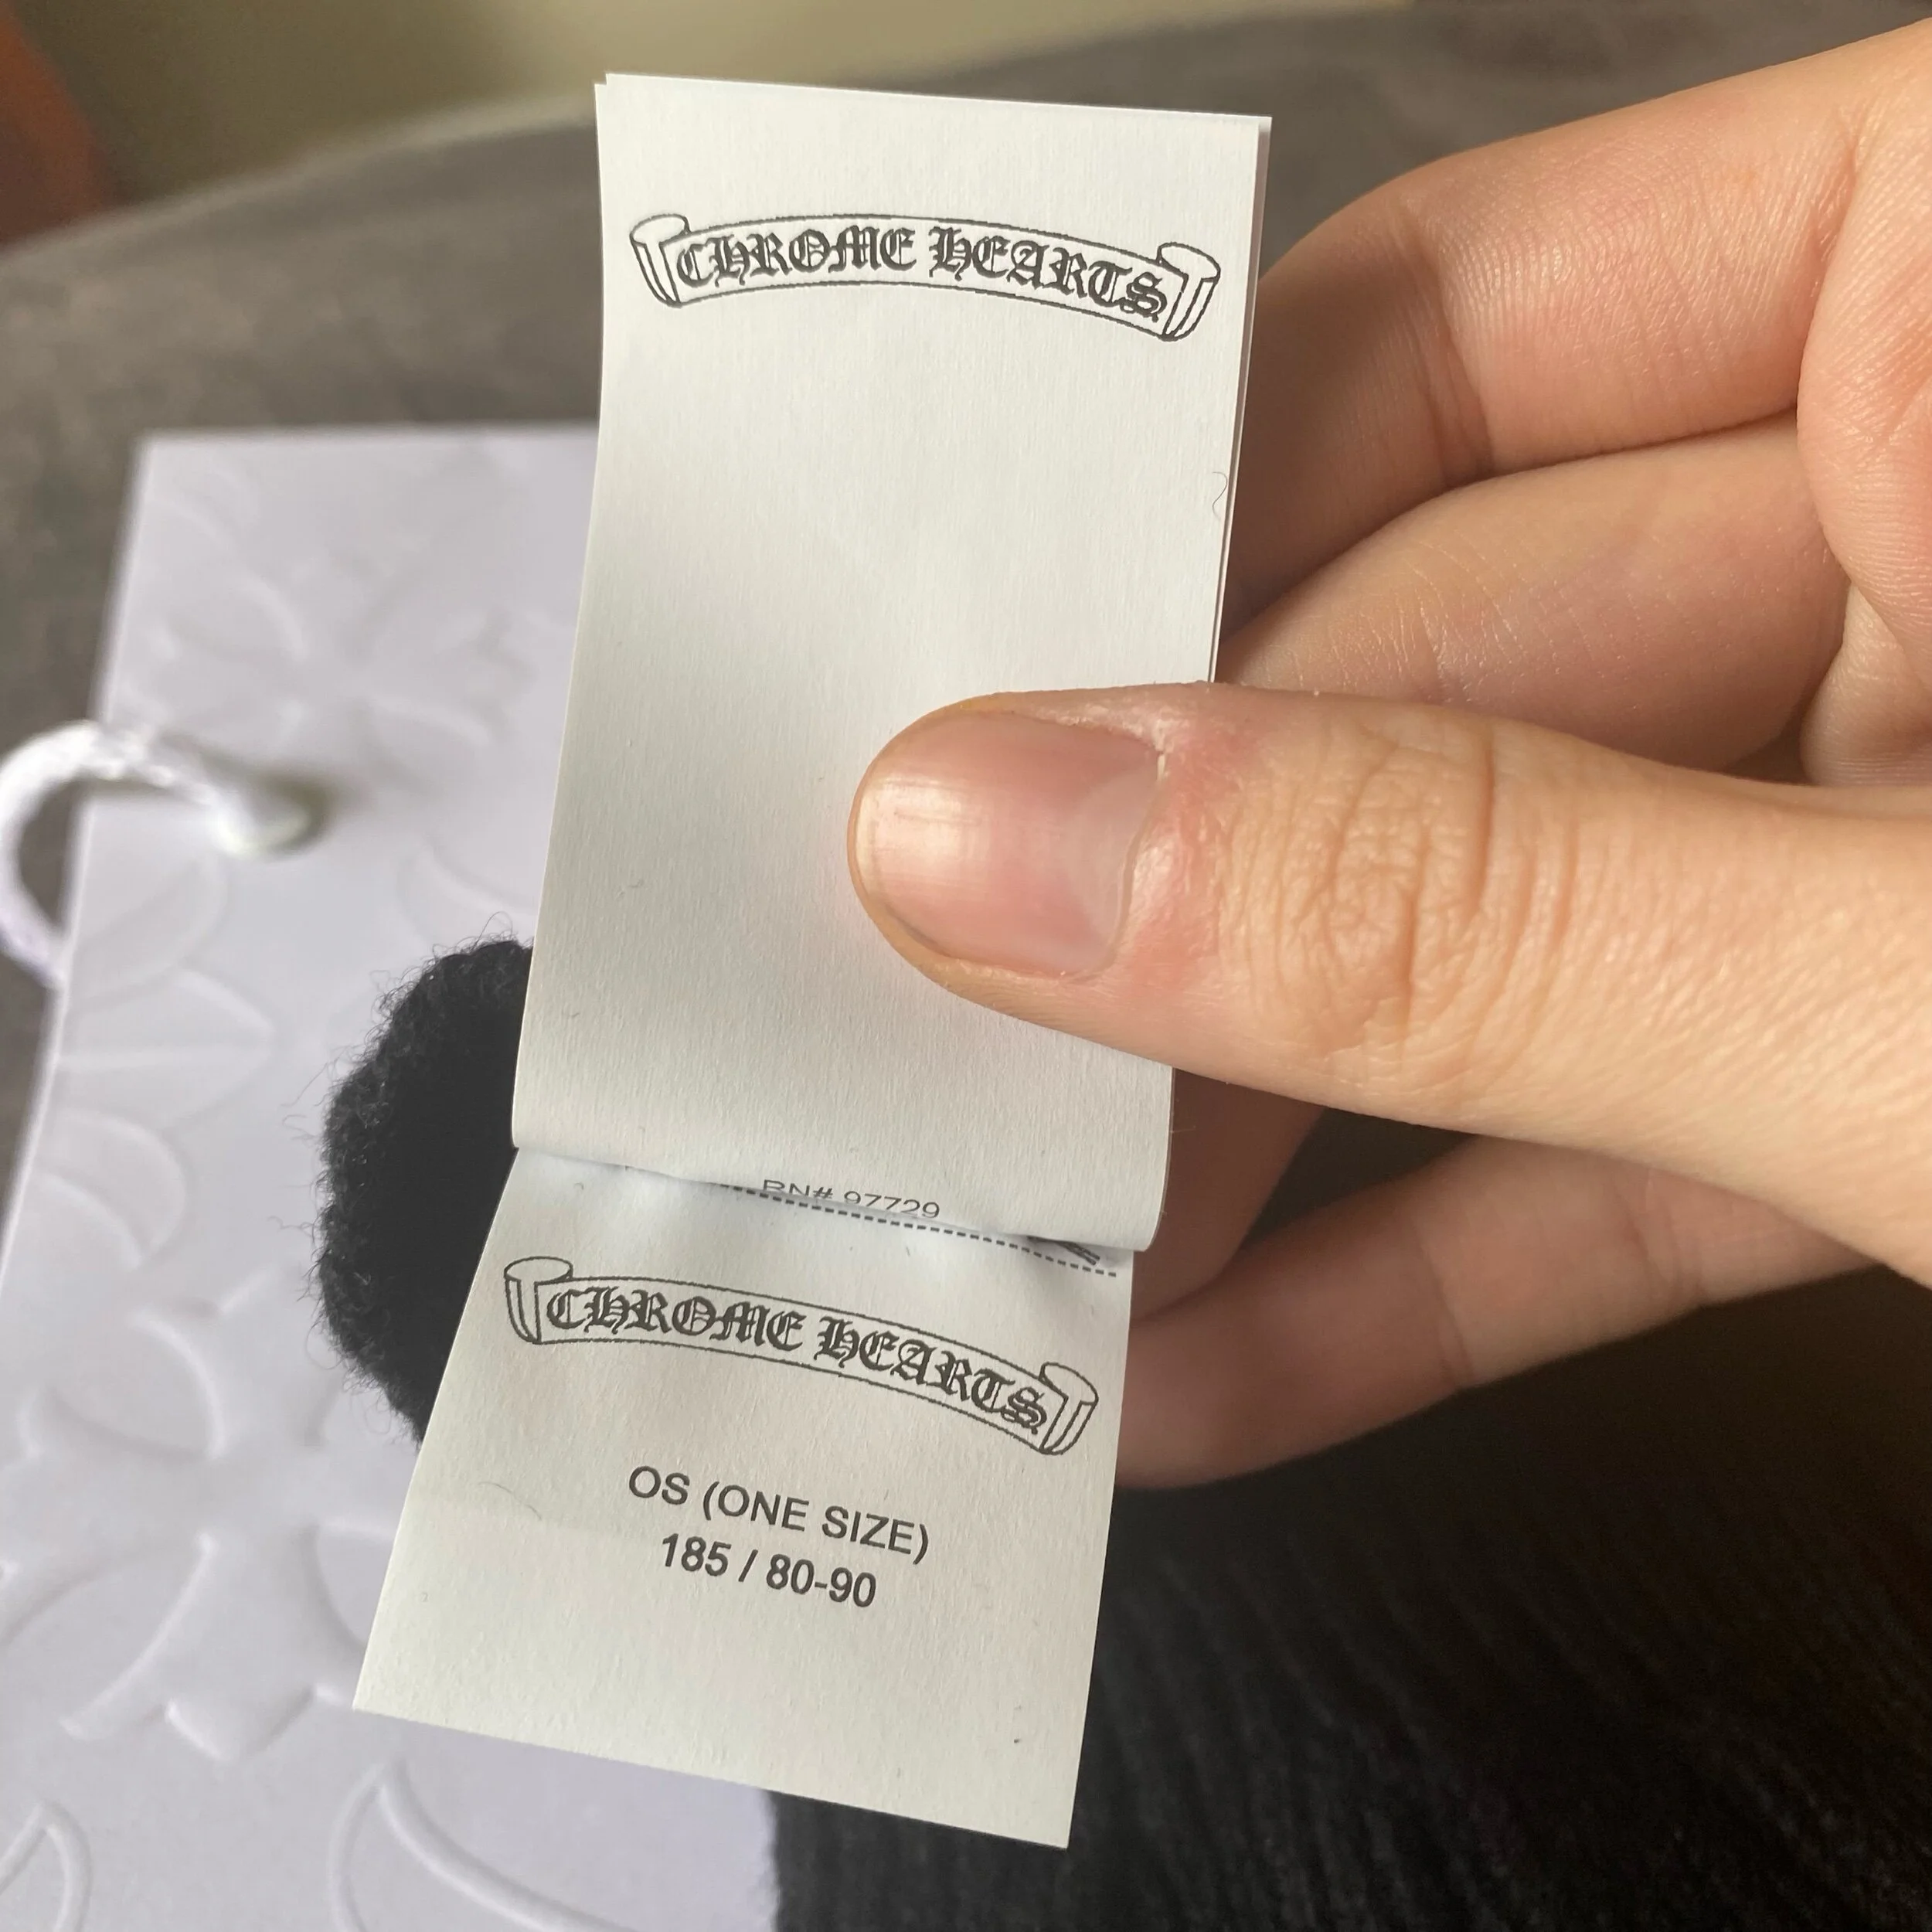 CHROME HEARTS
RN# 97729
CHROME HEARTS
OS (ONE SIZE)
185 / 80-90